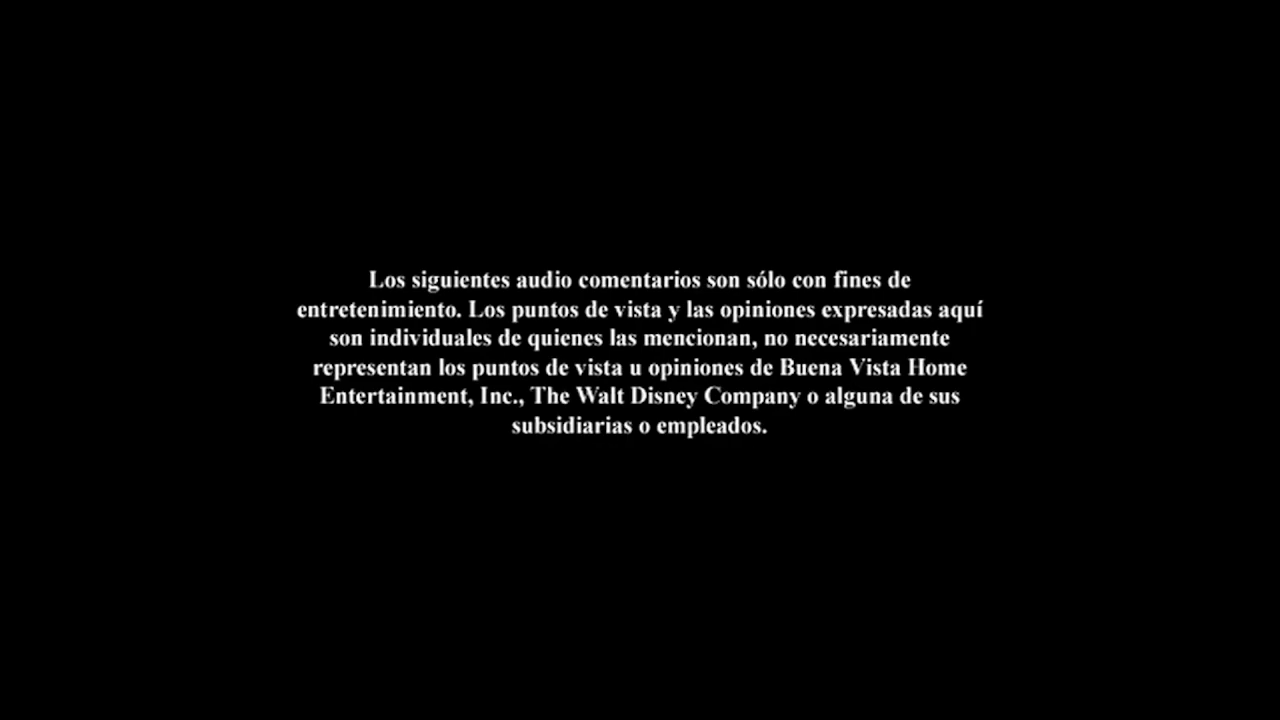 Los siguientes audio comentarios son sólo con fines de
entretenimiento. Los puntos de vista y las opiniones expresadas aquí
son individuales de quienes las mencionan, no necesariamente
representan los puntos de vista u opiniones de Buena Vista Home
Entertainment, Inc., The Walt Disney Company o alguna de sus
subsidiarias o empleados.